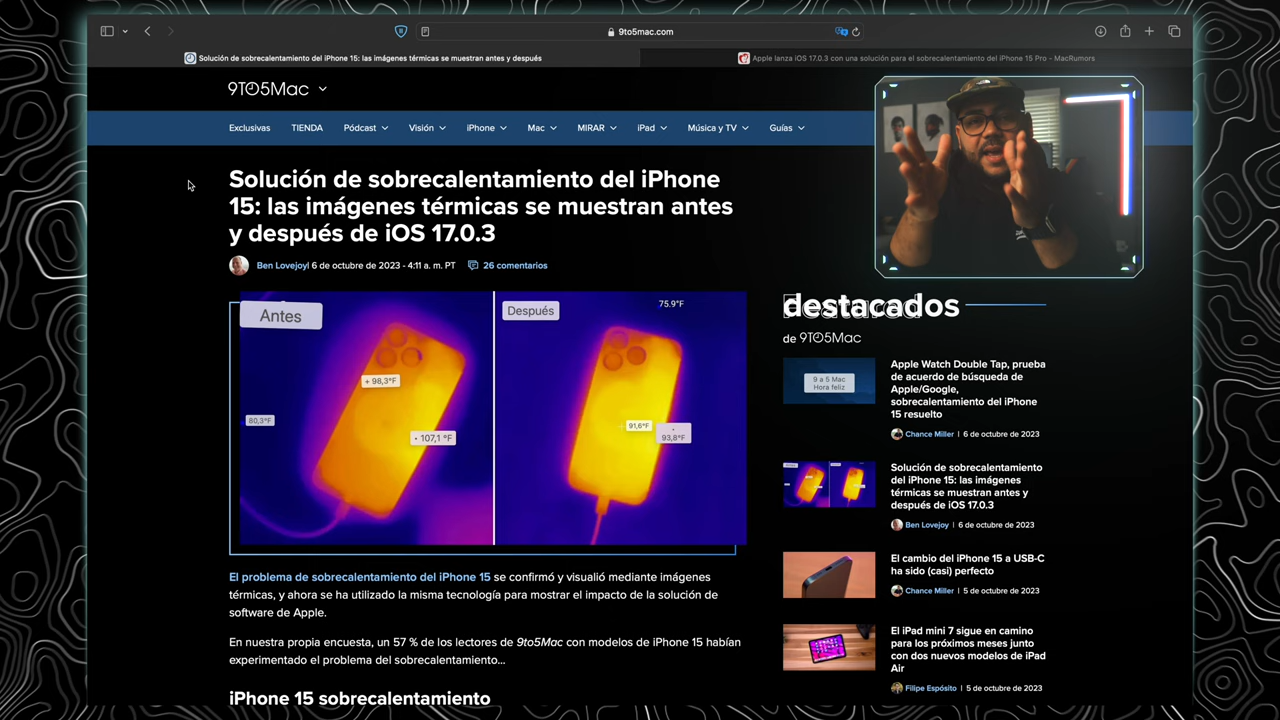 9to5mac.com
Solución de sobrecalentamiento del iPhone 15: las imágenes térmicas se muestran antes y después
Apple lanza iOS 17.0.3 con una solución para el sobrecalentamiento del iPhone 15 Pro - MacRumors
9TO5Mac
Exclusivas TIENDA Pódcast Visión iPhone Mac MIRAR iPad Música y TV Guías
Solución de sobrecalentamiento del iPhone
15: las imágenes térmicas se muestran antes
y después de iOS 17.0.3
Ben Lovejoy| 6 de octubre de 2023 - 4:11 a. m. PT 26 comentarios
Antes
+ 98,3°F
80,3°F
107,1 °F
Después
75.9°F
91,6°F
93,8°F
El problema de sobrecalentamiento del iPhone 15 se confirmó y visualió mediante imágenes
térmicas, y ahora se ha utilizado la misma tecnología para mostrar el impacto de la solución de
software de Apple.
En nuestra propia encuesta, un 57 % de los lectores de 9to5Mac con modelos de iPhone 15 habían
experimentado el problema del sobrecalentamiento...
iPhone 15 sobrecalentamiento
destacados
Featured
de 9TO5Mac
9 a 5 Mac
Hora feliz
Apple Watch Double Tap, prueba
de acuerdo de búsqueda de
Apple/Google,
sobrecalentamiento del iPhone
15 resuelto
Chance Miller | 6 de octubre de 2023
Solución de sobrecalentamiento
del iPhone 15: las imágenes
térmicas se muestran antes y
después de iOS 17.0.3
Ben Lovejoy | 6 de octubre de 2023
El cambio del iPhone 15 a USB-C
ha sido (casi) perfecto
Chance Miller | 5 de octubre de 2023
El iPad mini 7 sigue en camino
para los próximos meses junto
con dos nuevos modelos de iPad
Air
Filipe Espósito | 5 de octubre de 2023